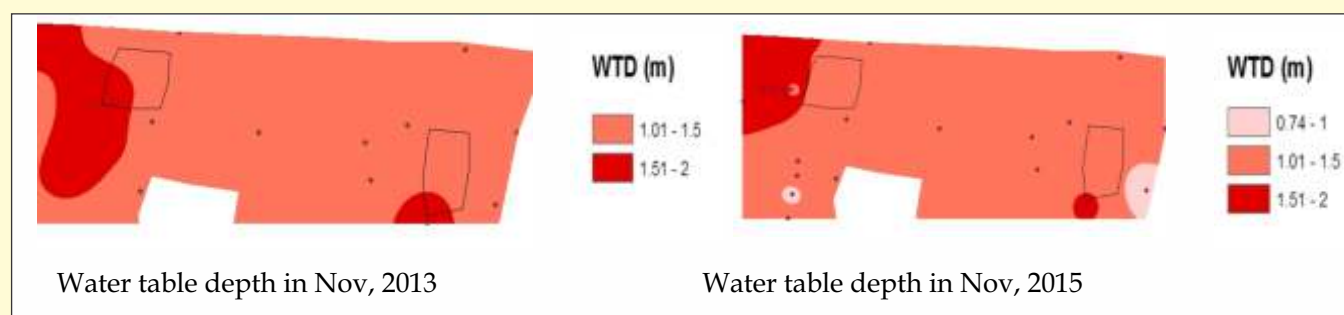 WTD (m)
1.01 - 1.5
1.51 - 2
WTD (m)
0.74 - 1
1.01 - 1.5
1.51 - 2
Water table depth in Nov, 2013
Water table depth in Nov, 2015